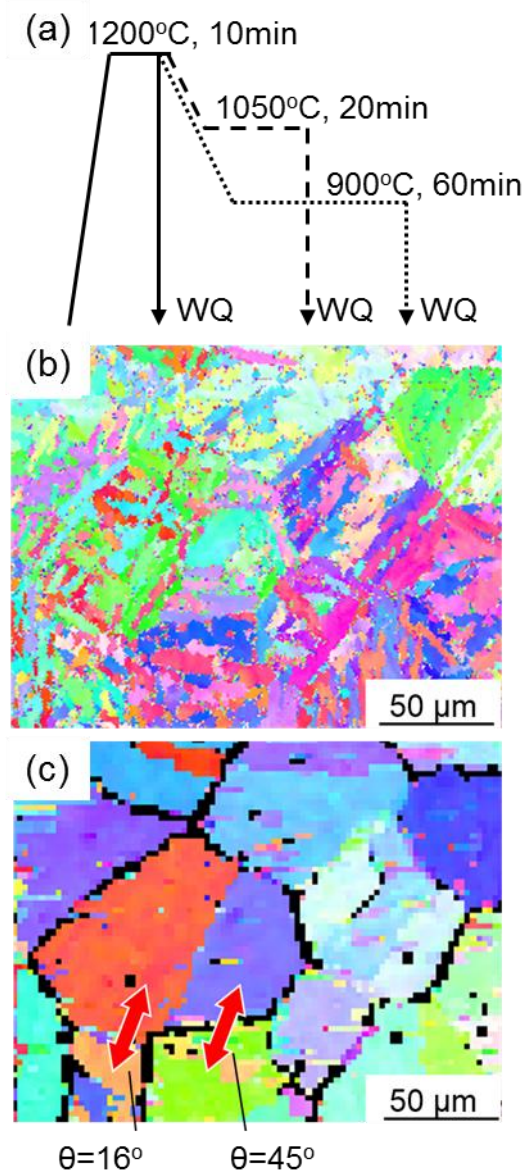 (a)
1200°C, 10min
1050°C, 20min
900°C, 60min
WQ
WQ
WQ
(b)
50 μm
(c)
50 μm
θ=16°
θ=45°